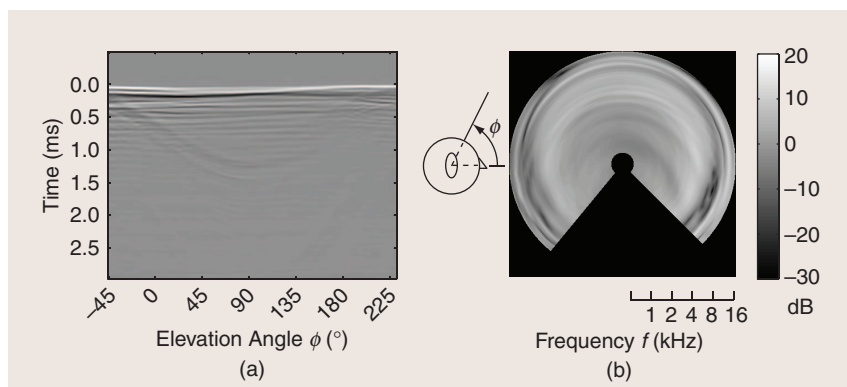 0.0
0.5
1.0
1.5
2.0
2.5
Time (ms)
–45
0
45
90
135
180
225
Elevation Angle ϕ (°)
(a)
ϕ
1 2 4 8 16
Frequency f (kHz)
(b)
20
10
0
–10
–20
–30
dB